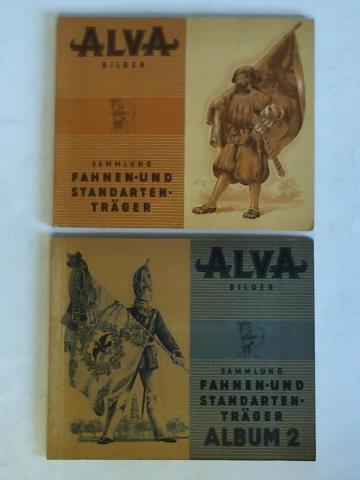 ALVA
BILDER
SAMMLUNG
FAHNEN-UND
STANDARTEN-
TRÄGER
ALVA
BILDER
SAMMLUNG
FAHNEN-UND
STANDARTEN-
TRÄGER
ALBUM 2